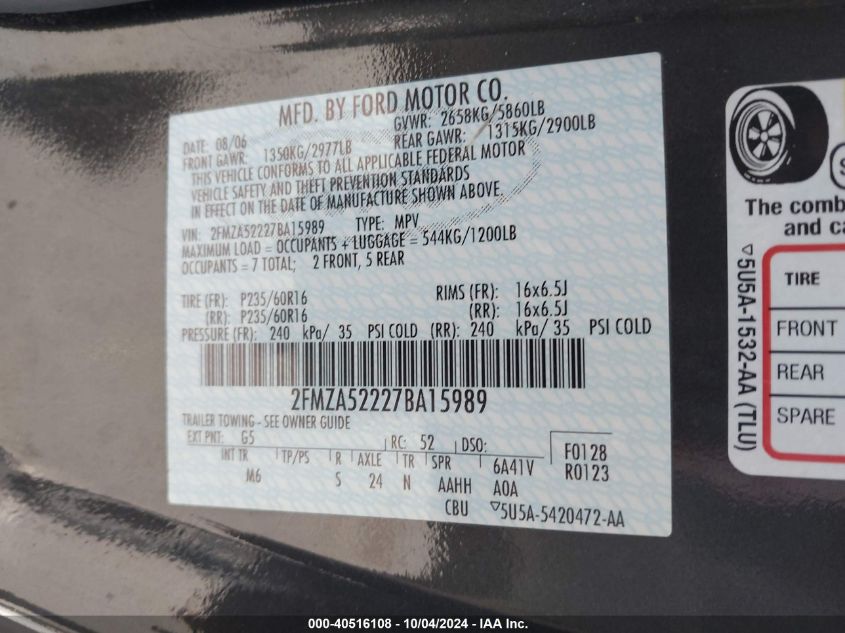 MFD. BY FORD MOTOR CO.
DATE: 08/06 GVWR: 2658KG/5860LB
FRONT GAWR: 1350KG/2977LB REAR GAWR: 1315KG/2900LB
THIS VEHICLE CONFORMS TO ALL APPLICABLE FEDERAL MOTOR
VEHICLE SAFETY AND THEFT PREVENTION STANDARDS
IN EFFECT ON THE DATE OF MANUFACTURE SHOWN ABOVE.
VIN: 2FMZA52227BA15989 TYPE: MPV
MAXIMUM LOAD = OCCUPANTS + LUGGAGE = 544KG/1200LB
OCCUPANTS = 7 TOTAL; 2 FRONT, 5 REAR
TIRE (FR): P235/60R16 RIMS (FR): 16x6.5J
(RR): P235/60R16 (RR): 16x6.5J
PRESSURE (FR): 240 kPa/ 35 PSI COLD (RR): 240 kPa/ 35 PSI COLD
2FMZA52227BA15989
TRAILER TOWING - SEE OWNER GUIDE
EXT PNT: G5 RC: 52 DSO: F0128
INT TR TP/PS R AXLE TR SPR 6A41V R0123
M6 S 24 N AAHH A0A
CBU ▽5U5A-5420472-AA
The comb
and ca
TIRE
FRONT
REAR
SPARE
▽5U5A-1532-AA (TLU)
000-40516108 - 10/04/2024 - IAA Inc.